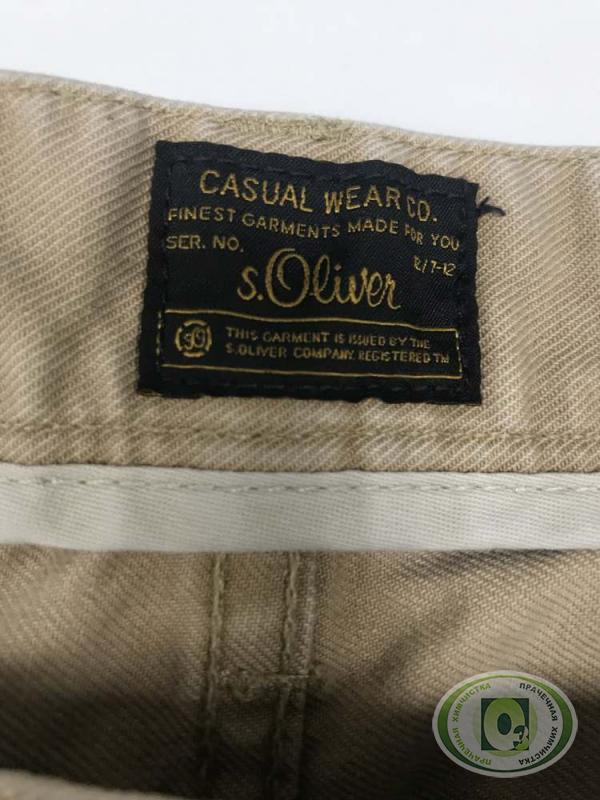 CASUAL WEAR CO.
FINEST GARMENTS MADE FOR YOU
SER. NO.
R/7-12
s.Oliver
THIS GARMENT IS ISSUED BY THE
S.OLIVER COMPANY. REGISTERED TM
ПРАЧЕЧНАЯ ХИМЧИСТКА
ПРАЧЕЧНАЯ ХИМЧИСТКА
O3